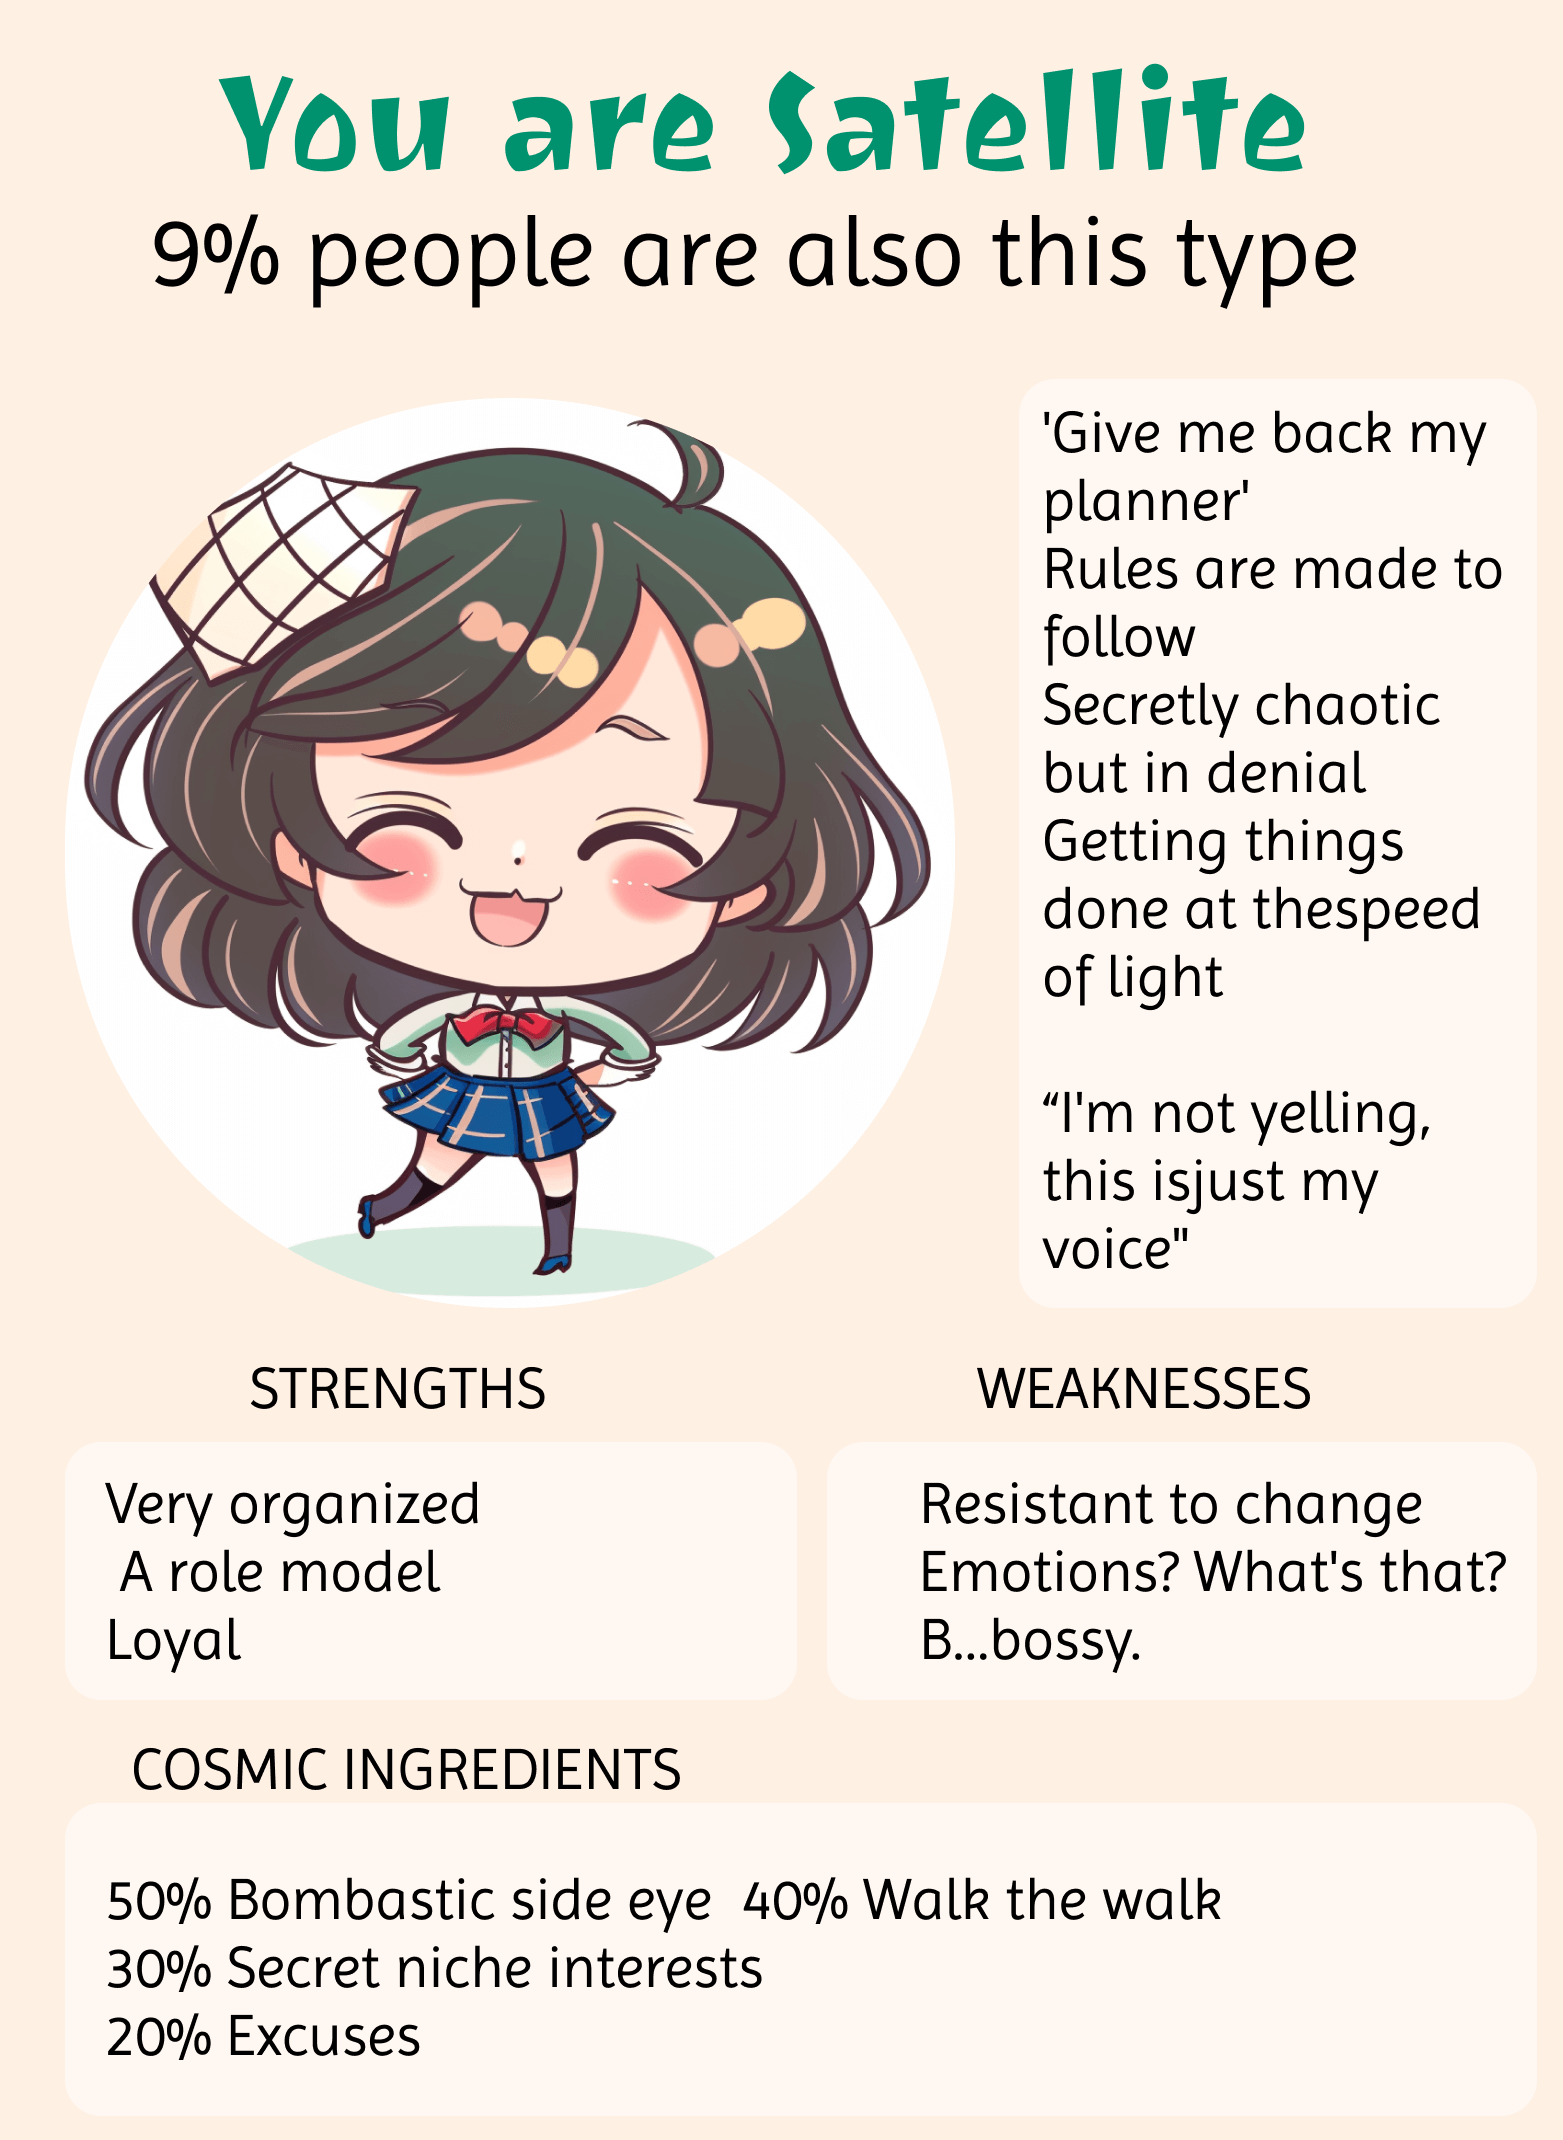 You are Satellite
9% people are also this type
'Give me back my
planner'
Rules are made to
follow
Secretly chaotic
but in denial
Getting things
done at thespeed
of light
“I'm not yelling,
this isjust my
voice"
STRENGTHS
WEAKNESSES
Very organized
A role model
Loyal
Resistant to change
Emotions? What's that?
B...bossy.
COSMIC INGREDIENTS
50% Bombastic side eye  40% Walk the walk
30% Secret niche interests
20% Excuses